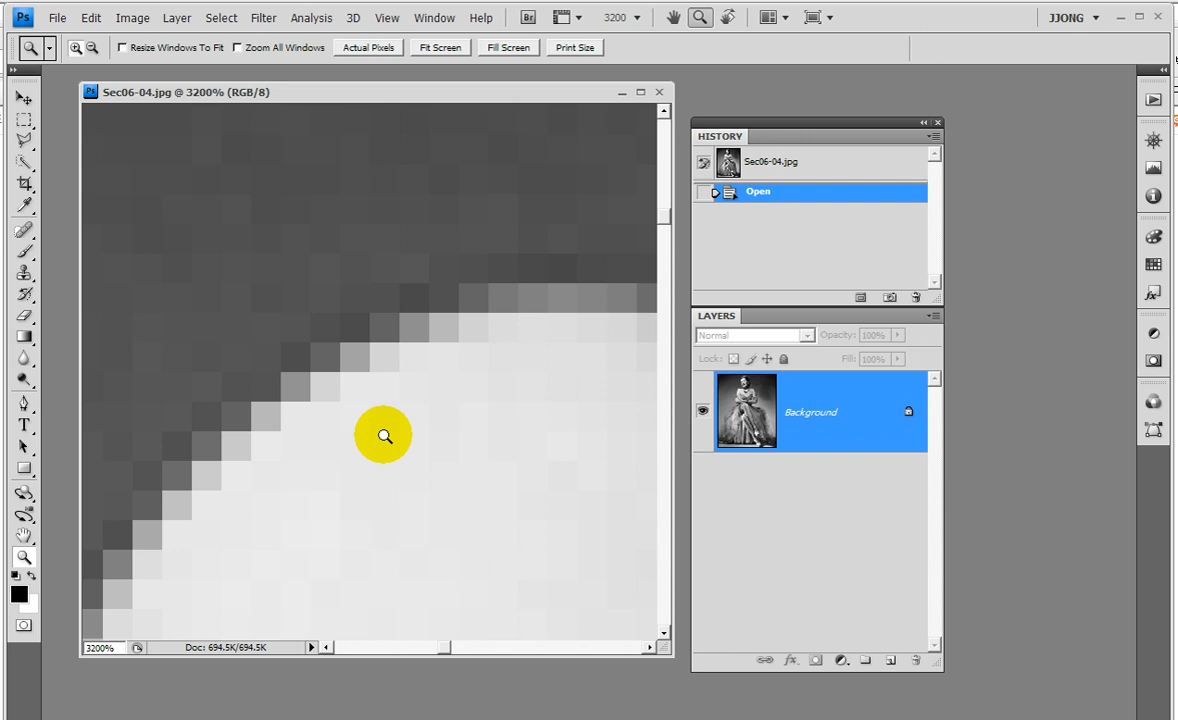 Ps File Edit Image Layer Select Filter Analysis 3D View Window Help Br 3200 JJONG
Resize Windows To Fit Zoom All Windows Actual Pixels Fit Screen Fill Screen Print Size
Ps Sec06-04.jpg @ 3200% (RGB/8)
HISTORY
Sec06-04.jpg
Open
LAYERS
Normal Opacity: 100%
Lock: Fill: 100%
Background
T
fx
3200% Doc: 694.5K/694.5K